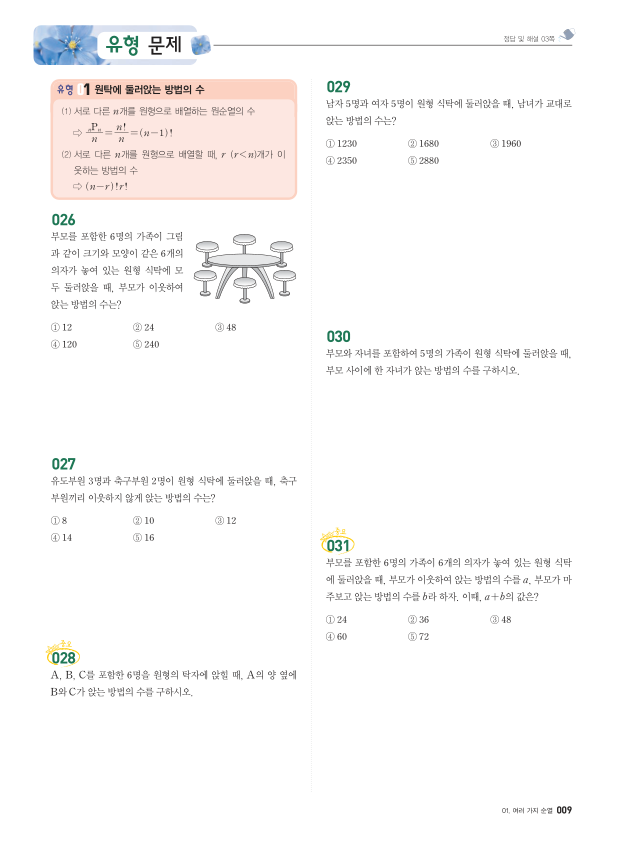 유형 문제
정답 및 해설 03쪽
유형 01 원탁에 둘러앉는 방법의 수
(1) 서로 다른 n개를 원형으로 배열하는 원순열의 수
⇨ nPn/n = n!/n = (n-1)!
(2) 서로 다른 n개를 원형으로 배열할 때, r (r<n)개가 이
웃하는 방법의 수
⇨ (n-r)!r!
026
부모를 포함한 6명의 가족이 그림
과 같이 크기와 모양이 같은 6개의
의자가 놓여 있는 원형 식탁에 모
두 둘러앉을 때, 부모가 이웃하여
앉는 방법의 수는?
① 12 ② 24 ③ 48
④ 120 ⑤ 240
027
유도부원 3명과 축구부원 2명이 원형 식탁에 둘러앉을 때, 축구
부원끼리 이웃하지 않게 앉는 방법의 수는?
① 8 ② 10 ③ 12
④ 14 ⑤ 16
중요
028
A, B, C를 포함한 6명을 원형의 탁자에 앉힐 때, A의 양 옆에
B와 C가 앉는 방법의 수를 구하시오.
029
남자 5명과 여자 5명이 원형 식탁에 둘러앉을 때, 남녀가 교대로
앉는 방법의 수는?
① 1230 ② 1680 ③ 1960
④ 2350 ⑤ 2880
030
부모와 자녀를 포함하여 5명의 가족이 원형 식탁에 둘러앉을 때,
부모 사이에 한 자녀가 앉는 방법의 수를 구하시오.
중요
031
부모를 포함한 6명의 가족이 6개의 의자가 놓여 있는 원형 식탁
에 둘러앉을 때, 부모가 이웃하여 앉는 방법의 수를 a, 부모가 마
주보고 앉는 방법의 수를 b라 하자. 이때, a+b의 값은?
① 24 ② 36 ③ 48
④ 60 ⑤ 72
01. 여러 가지 순열 009